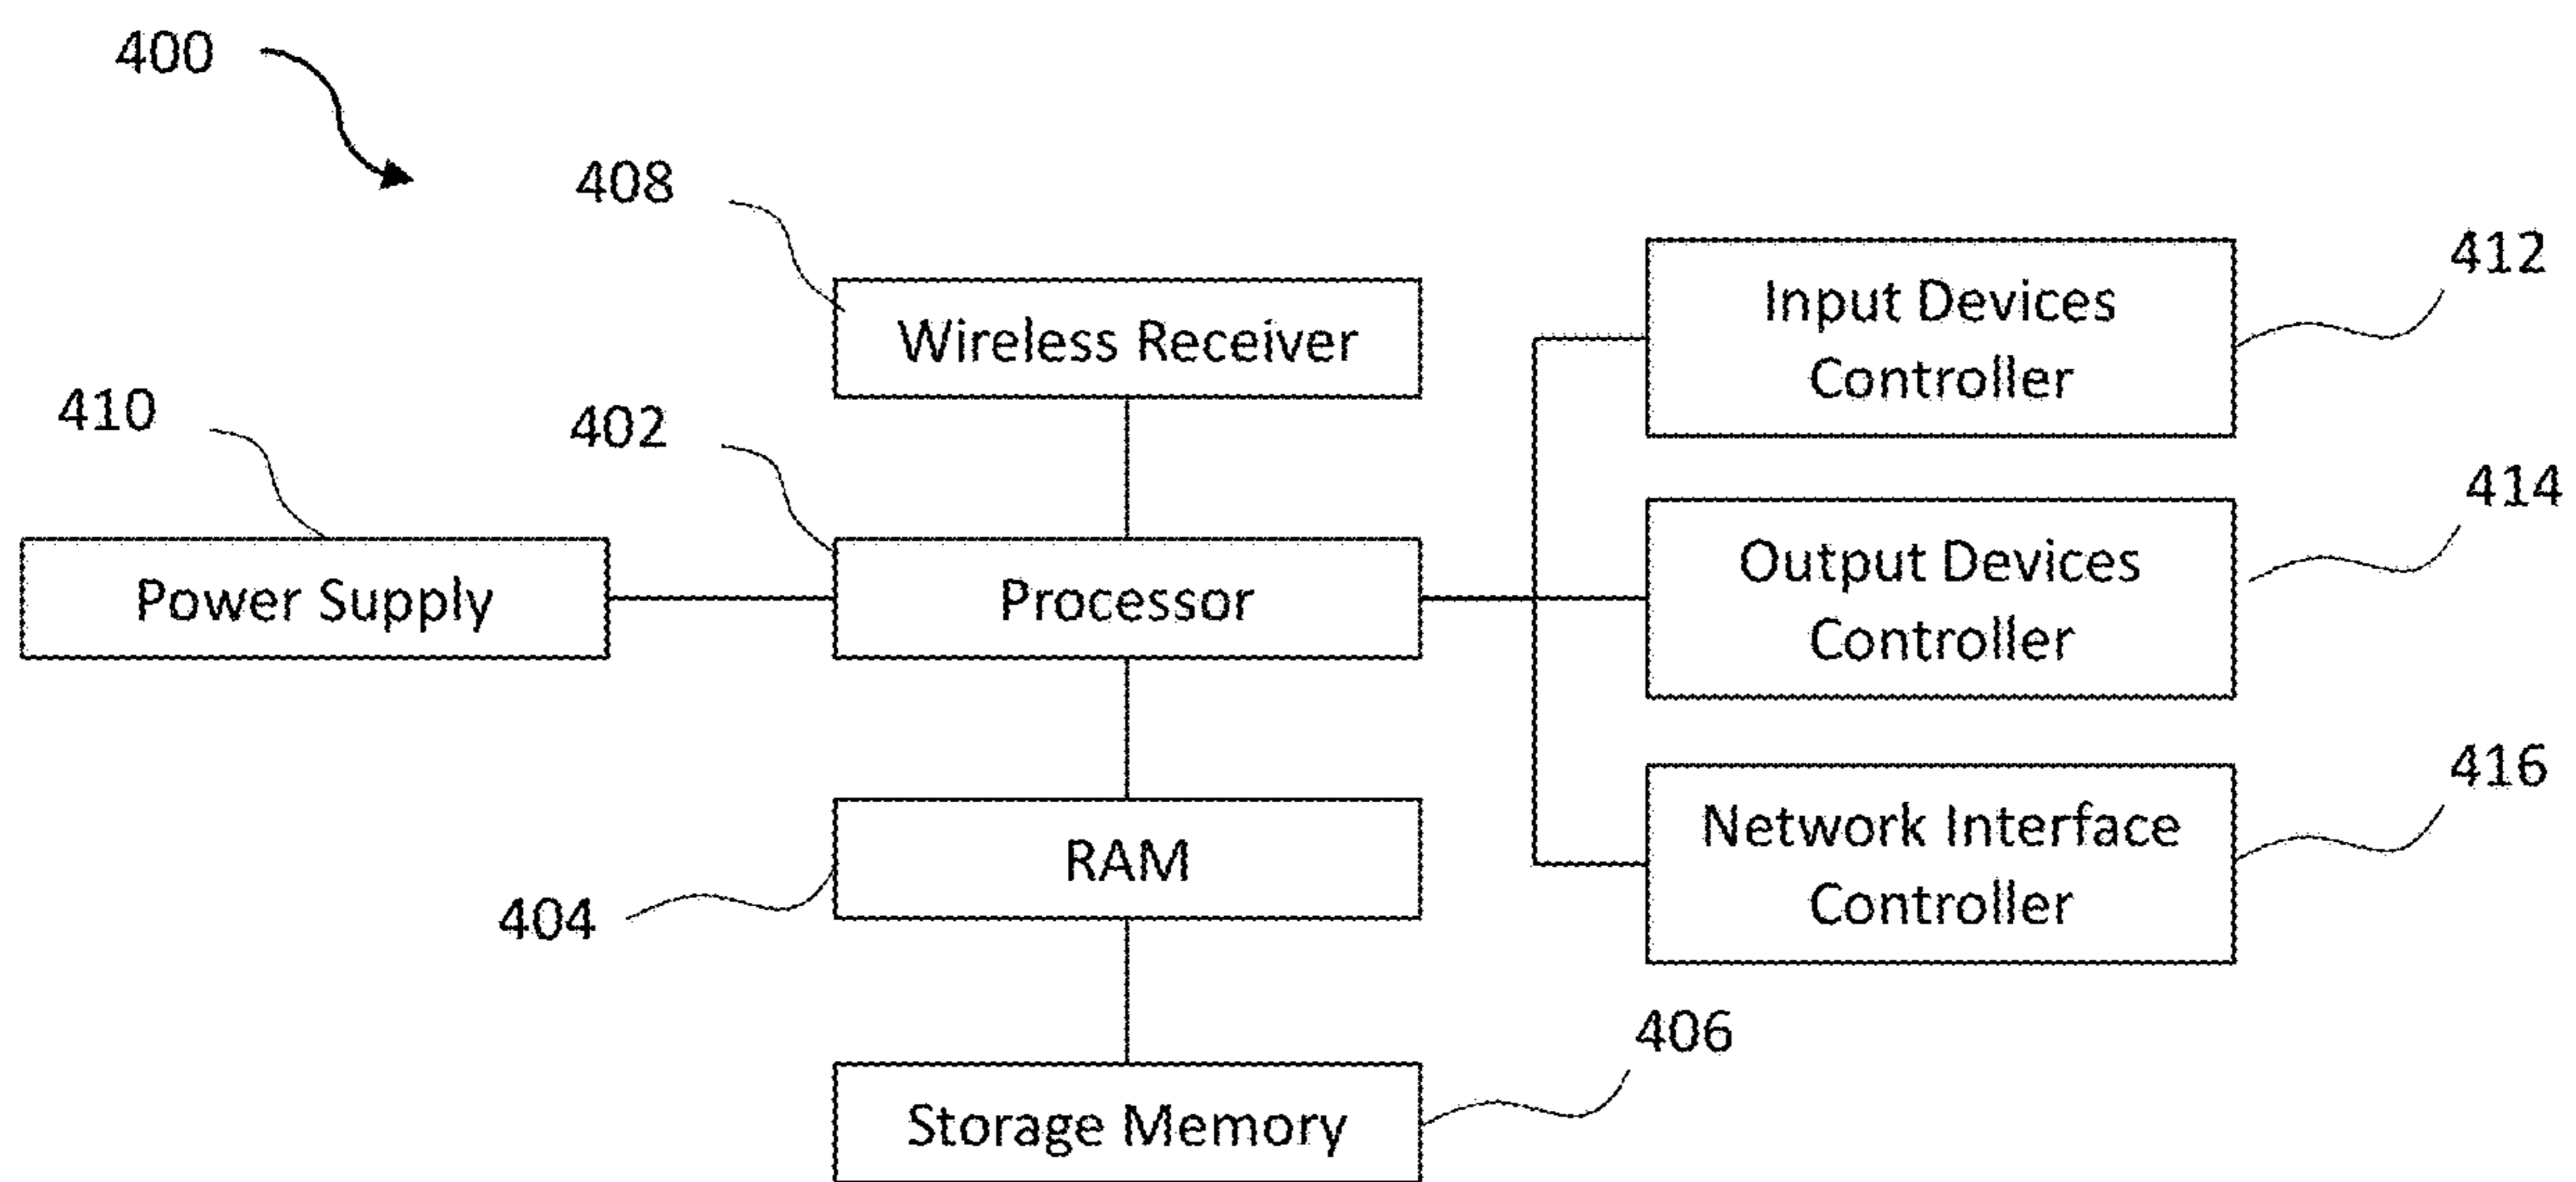 400
408
Wireless Receiver
412
Input Devices
Controller
410
402
Power Supply
Processor
414
Output Devices
Controller
404
RAM
416
Network Interface
Controller
406
Storage Memory